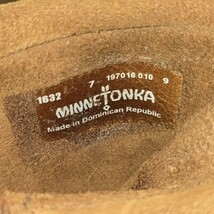 1632 7 197016 010 9
MINNETONKA
Made in Dominican Republic